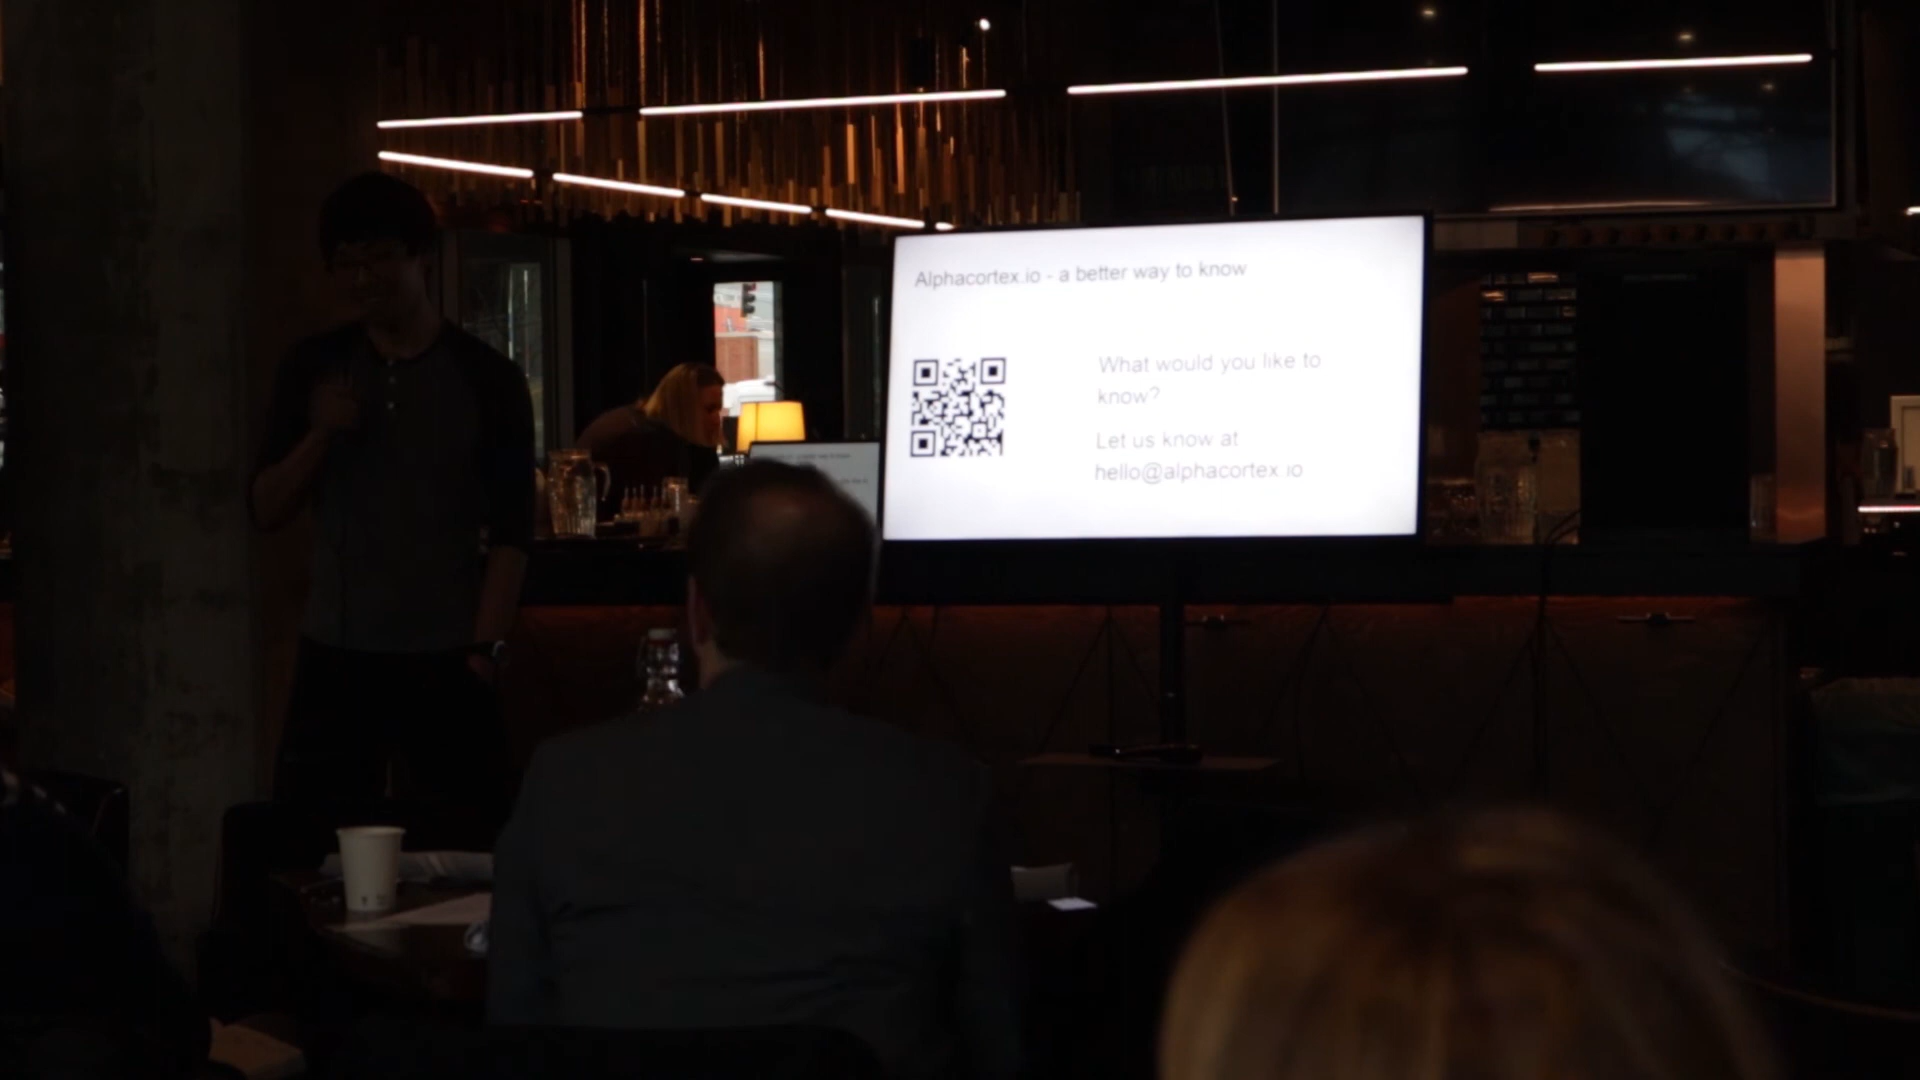 Alphacortex.io - a better way to know
What would you like to
know?
Let us know at
hello@alphacortex.io